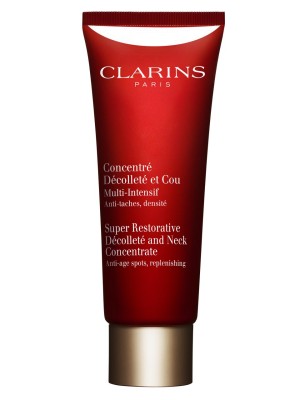 CLARINS
PARIS
Concentré
Décolleté et Cou
Multi-Intensif
Anti-taches, densité
Super Restorative
Décolleté and Neck
Concentrate
Anti-age spots, replenishing